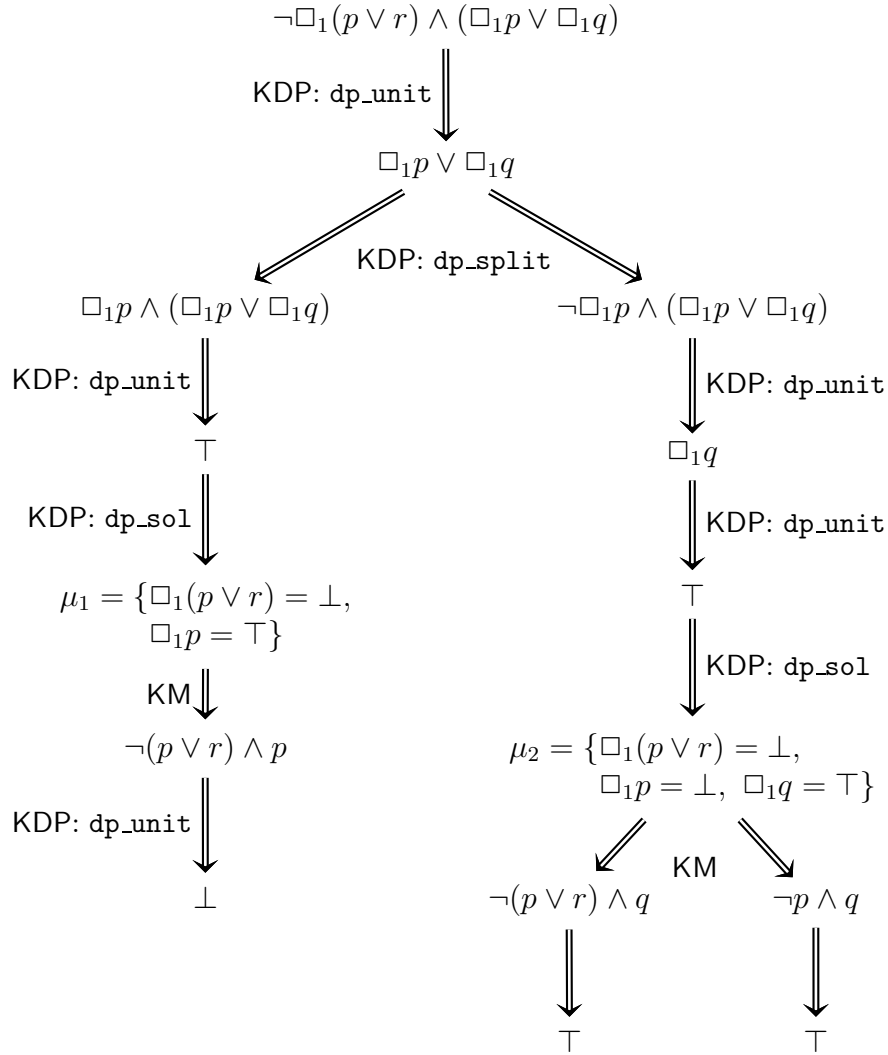 ¬□₁(p ∨ r) ∧ (□₁p ∨ □₁q)
KDP: dp_unit
□₁p ∨ □₁q
KDP: dp_split
□₁p ∧ (□₁p ∨ □₁q)
¬□₁p ∧ (□₁p ∨ □₁q)
KDP: dp_unit
KDP: dp_unit
⊤
□₁q
KDP: dp_sol
KDP: dp_unit
μ₁ = {□₁(p ∨ r) = ⊥,
□₁p = ⊤}
⊤
KM
KDP: dp_sol
¬(p ∨ r) ∧ p
μ₂ = {□₁(p ∨ r) = ⊥,
□₁p = ⊥, □₁q = ⊤}
KDP: dp_unit
KM
⊥
¬(p ∨ r) ∧ q
¬p ∧ q
⊤
⊤